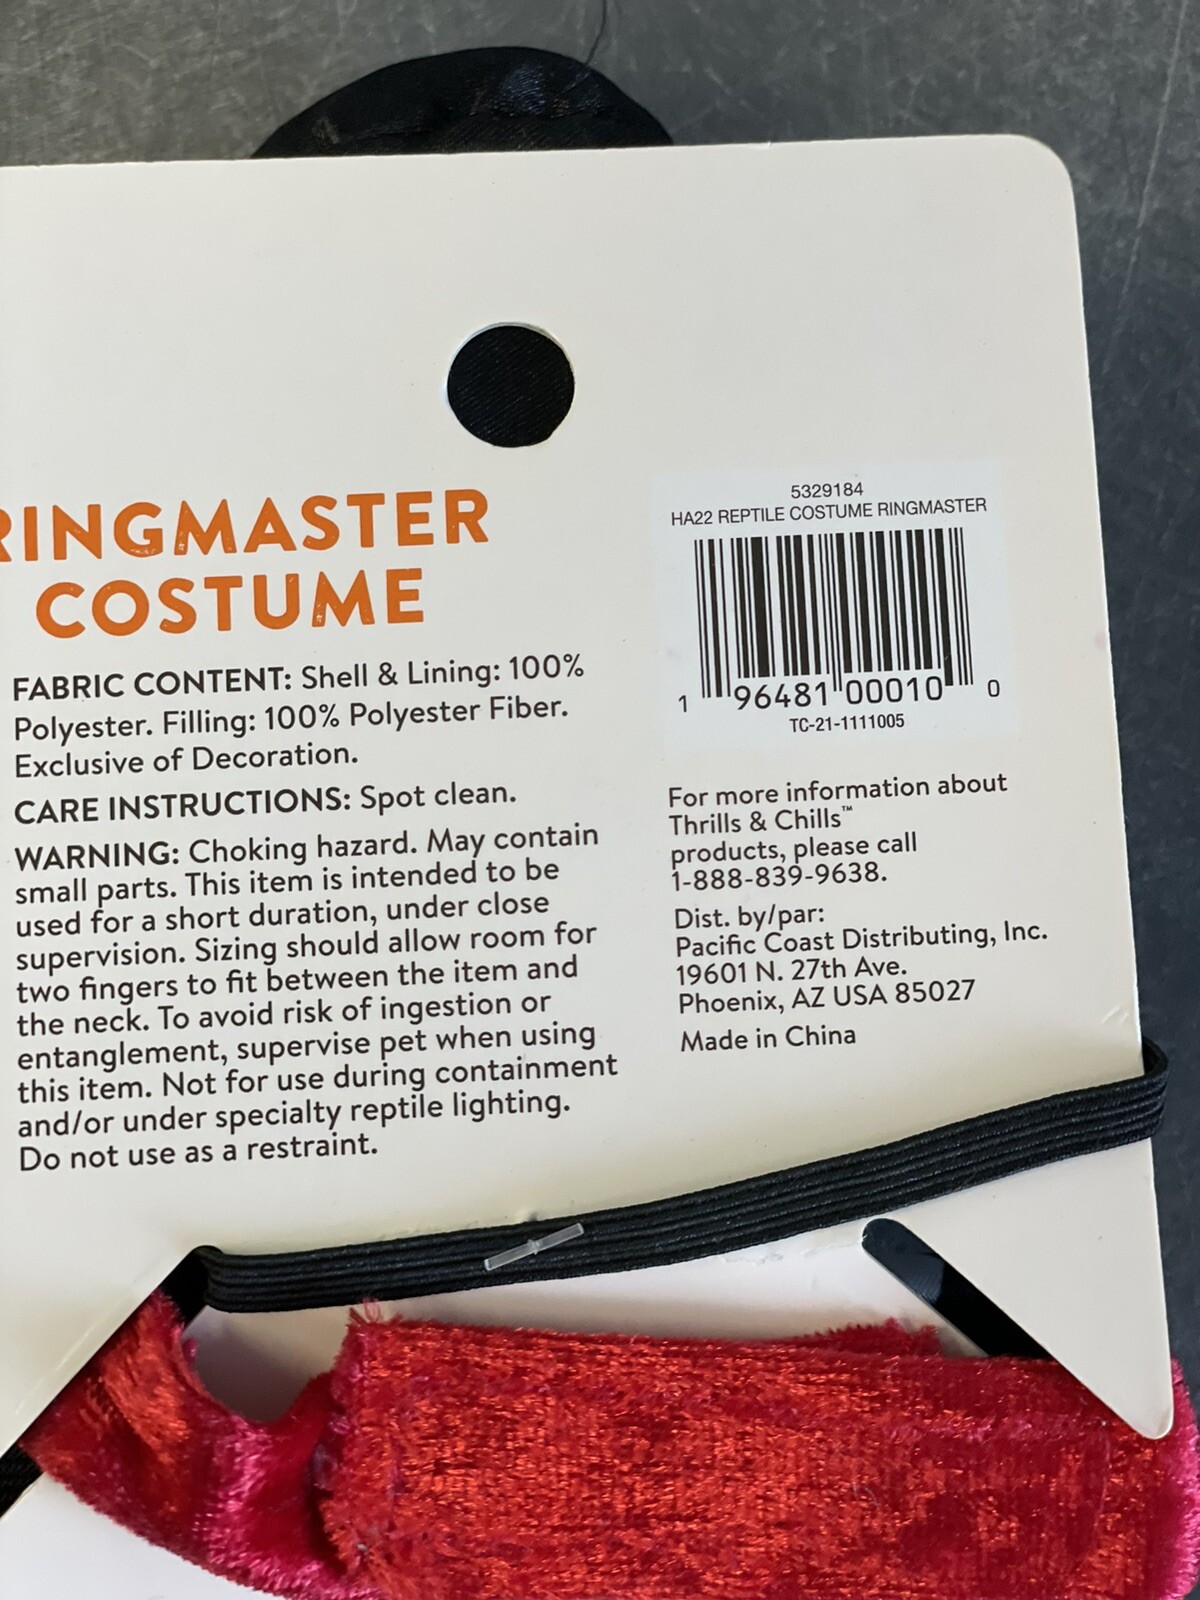 RINGMASTER
COSTUME
FABRIC CONTENT: Shell & Lining: 100%
Polyester. Filling: 100% Polyester Fiber.
Exclusive of Decoration.
CARE INSTRUCTIONS: Spot clean.
WARNING: Choking hazard. May contain
small parts. This item is intended to be
used for a short duration, under close
supervision. Sizing should allow room for
two fingers to fit between the item and
the neck. To avoid risk of ingestion or
entanglement, supervise pet when using
this item. Not for use during containment
and/or under specialty reptile lighting.
Do not use as a restraint.
5329184
HA22 REPTILE COSTUME RINGMASTER
1 96481 00010 0
TC-21-1111005
For more information about
Thrills & Chills™
products, please call
1-888-839-9638.
Dist. by/par:
Pacific Coast Distributing, Inc.
19601 N. 27th Ave.
Phoenix, AZ USA 85027
Made in China